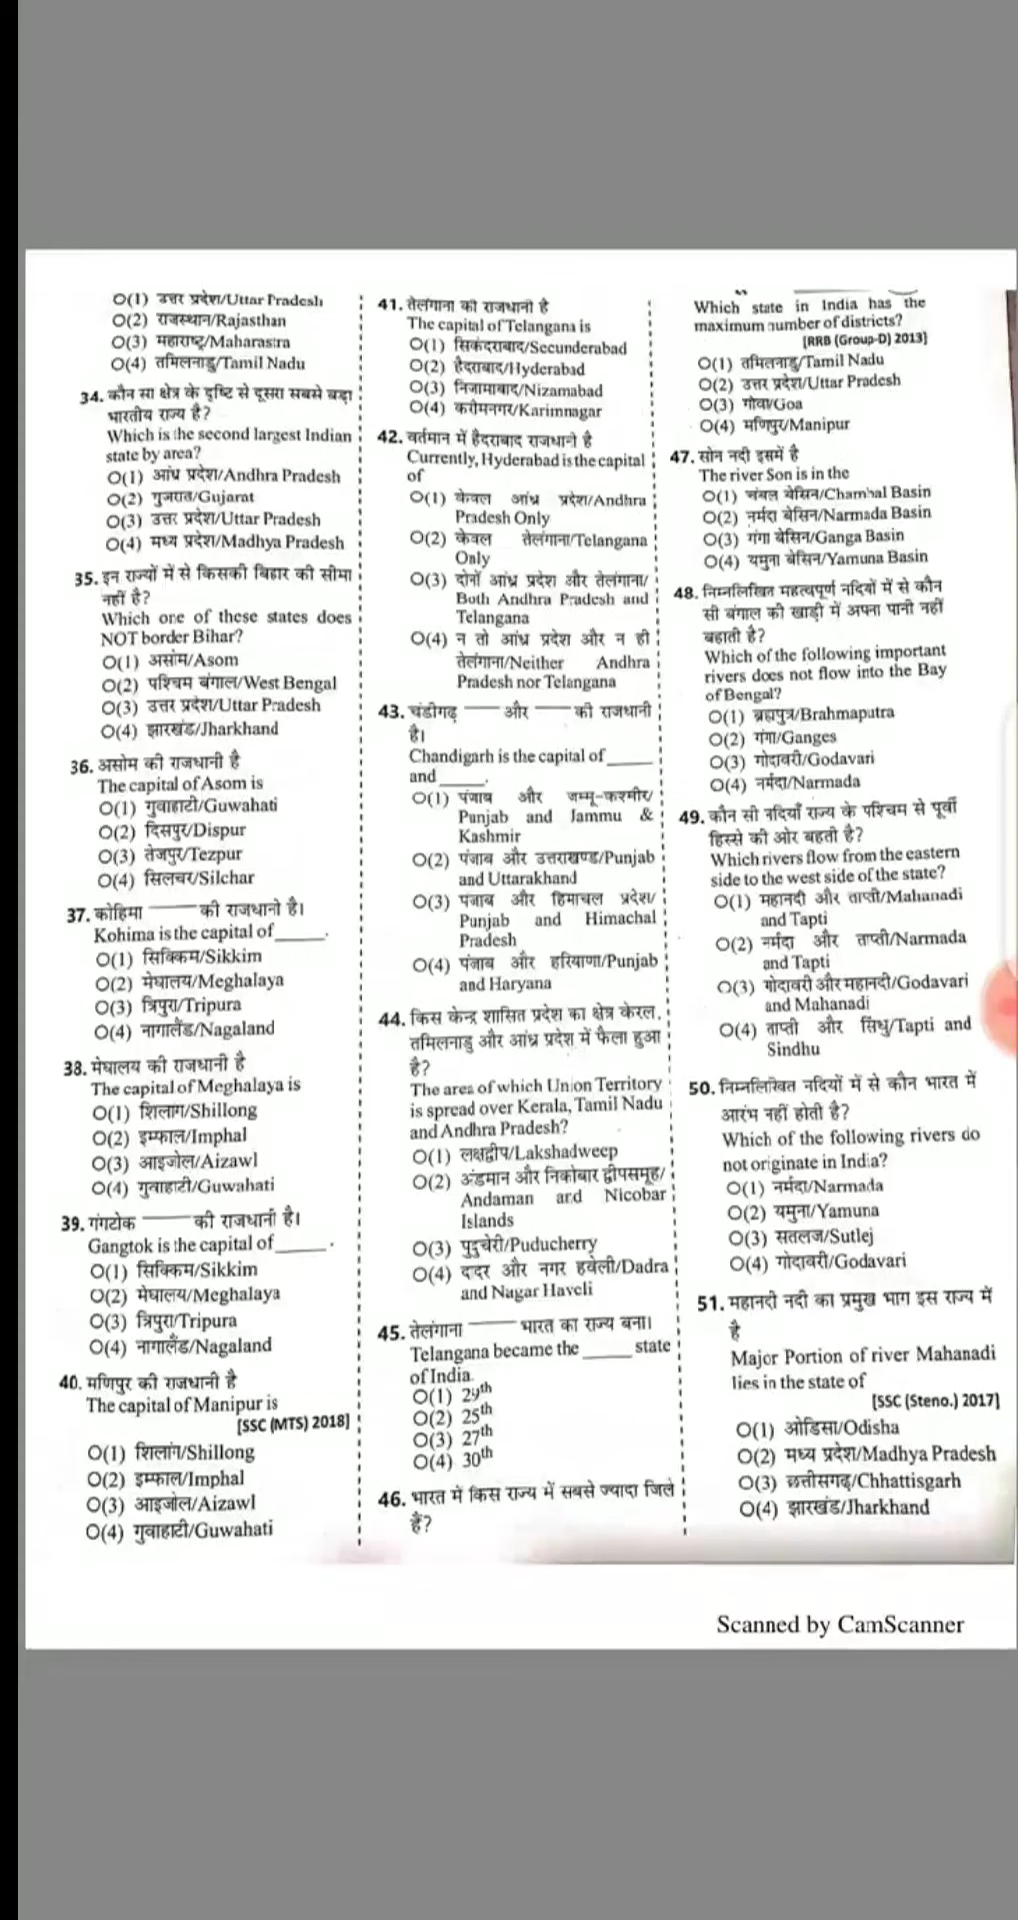 O(1) उत्तर प्रदेश/Uttar Pradesh
O(2) राजस्थान/Rajasthan
O(3) महाराष्ट्र/Maharastra
O(4) तमिलनाडु/Tamil Nadu
34. कौन सा क्षेत्र के दृष्टि से दूसरा सबसे बड़ा
भारतीय राज्य है?
Which is the second largest Indian
state by area?
O(1) आंध्र प्रदेश/Andhra Pradesh
O(2) गुजरात/Gujarat
O(3) उत्तर प्रदेश/Uttar Pradesh
O(4) मध्य प्रदेश/Madhya Pradesh
35. इन राज्यों में से किसकी बिहार की सीमा
नहीं है?
Which one of these states does
NOT border Bihar?
O(1) असोम/Asom
O(2) पश्चिम बंगाल/West Bengal
O(3) उत्तर प्रदेश/Uttar Pradesh
O(4) झारखंड/Jharkhand
36. असोम की राजधानी है
The capital of Asom is
O(1) गुवाहाटी/Guwahati
O(2) दिसपुर/Dispur
O(3) तेजपुर/Tezpur
O(4) सिलचर/Silchar
37. कोहिमा ____ की राजधानी है।
Kohima is the capital of _____.
O(1) सिक्किम/Sikkim
O(2) मेघालय/Meghalaya
O(3) त्रिपुरा/Tripura
O(4) नागालैंड/Nagaland
38. मेघालय की राजधानी है
The capital of Meghalaya is
O(1) शिलांग/Shillong
O(2) इम्फाल/Imphal
O(3) आइजोल/Aizawl
O(4) गुवाहाटी/Guwahati
39. गंगटोक ____ की राजधानी है।
Gangtok is the capital of _____.
O(1) सिक्किम/Sikkim
O(2) मेघालय/Meghalaya
O(3) त्रिपुरा/Tripura
O(4) नागालैंड/Nagaland
40. मणिपुर की राजधानी है
The capital of Manipur is
[SSC (MTS) 2018]
O(1) शिलांग/Shillong
O(2) इम्फाल/Imphal
O(3) आइजोल/Aizawl
O(4) गुवाहाटी/Guwahati
41. तेलंगाना की राजधानी है
The capital of Telangana is
O(1) सिकंदराबाद/Secunderabad
O(2) हैदराबाद/Hyderabad
O(3) निजामाबाद/Nizamabad
O(4) करीमनगर/Karimnagar
42. वर्तमान में हैदराबाद राजधानी है
Currently, Hyderabad is the capital
of
O(1) केवल आंध्र प्रदेश/Andhra
Pradesh Only
O(2) केवल तेलंगाना/Telangana
Only
O(3) दोनों आंध्र प्रदेश और तेलंगाना/
Both Andhra Pradesh and
Telangana
O(4) न तो आंध्र प्रदेश और न ही
तेलंगाना/Neither Andhra
Pradesh nor Telangana
43. चंडीगढ़ ____ और ____ की राजधानी
है।
Chandigarh is the capital of _____
and _____.
O(1) पंजाब और जम्मू-कश्मीर/
Punjab and Jammu &
Kashmir
O(2) पंजाब और उत्तराखण्ड/Punjab
and Uttarakhand
O(3) पंजाब और हिमाचल प्रदेश/
Punjab and Himachal
Pradesh
O(4) पंजाब और हरियाणा/Punjab
and Haryana
44. किस केन्द्र शासित प्रदेश का क्षेत्र केरल,
तमिलनाडु और आंध्र प्रदेश में फैला हुआ
है?
The area of which Union Territory
is spread over Kerala, Tamil Nadu
and Andhra Pradesh?
O(1) लक्षद्वीप/Lakshadweep
O(2) अंडमान और निकोबार द्वीपसमूह/
Andaman and Nicobar
Islands
O(3) पुदुचेरी/Puducherry
O(4) दादर और नगर हवेली/Dadra
and Nagar Haveli
45. तेलंगाना ____ भारत का राज्य बना।
Telangana became the _____ state
of India.
O(1) 29th
O(2) 25th
O(3) 27th
O(4) 30th
46. भारत में किस राज्य में सबसे ज्यादा जिले
हैं?
Which state in India has the
maximum number of districts?
[RRB (Group-D) 2013]
O(1) तमिलनाडु/Tamil Nadu
O(2) उत्तर प्रदेश/Uttar Pradesh
O(3) गोवा/Goa
O(4) मणिपुर/Manipur
47. सोन नदी इसमें है
The river Son is in the
O(1) चंबल बेसिन/Chambal Basin
O(2) नर्मदा बेसिन/Narmada Basin
O(3) गंगा बेसिन/Ganga Basin
O(4) यमुना बेसिन/Yamuna Basin
48. निम्नलिखित महत्वपूर्ण नदियों में से कौन
सी बंगाल की खाड़ी में अपना पानी नहीं
बहाती है?
Which of the following important
rivers does not flow into the Bay
of Bengal?
O(1) ब्रह्मपुत्र/Brahmaputra
O(2) गंगा/Ganges
O(3) गोदावरी/Godavari
O(4) नर्मदा/Narmada
49. कौन सी नदियाँ राज्य के पश्चिम से पूर्वी
हिस्से की ओर बहती है?
Which rivers flow from the eastern
side to the west side of the state?
O(1) महानदी और ताप्ती/Mahanadi
and Tapti
O(2) नर्मदा और ताप्ती/Narmada
and Tapti
O(3) गोदावरी और महानदी/Godavari
and Mahanadi
O(4) ताप्ती और सिंधु/Tapti and
Sindhu
50. निम्नलिखित नदियों में से कौन भारत में
आरंभ नहीं होती है?
Which of the following rivers do
not originate in India?
O(1) नर्मदा/Narmada
O(2) यमुना/Yamuna
O(3) सतलज/Sutlej
O(4) गोदावरी/Godavari
51. महानदी नदी का प्रमुख भाग इस राज्य में
है
Major Portion of river Mahanadi
lies in the state of
[SSC (Steno.) 2017]
O(1) ओडिसा/Odisha
O(2) मध्य प्रदेश/Madhya Pradesh
O(3) छत्तीसगढ़/Chhattisgarh
O(4) झारखंड/Jharkhand
Scanned by CamScanner